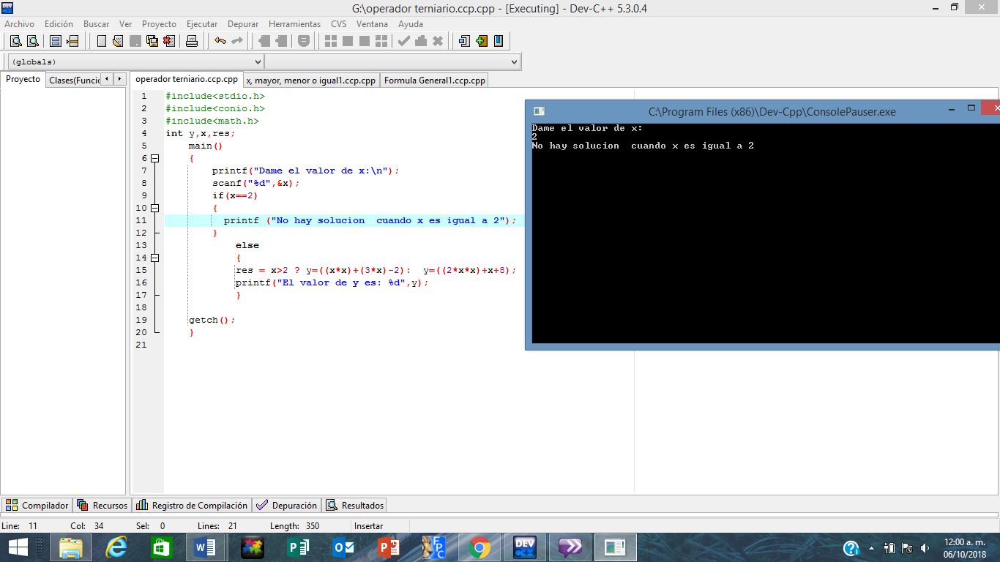 G:\operador terniario.ccp.cpp - [Executing] - Dev-C++ 5.3.0.4
Archivo Edición Buscar Ver Proyecto Ejecutar Depurar Herramientas CVS Ventana Ayuda
(globals)
Proyecto Clases(Funcic operador terniario.ccp.cpp x, mayor, menor o igual1.ccp.cpp Formula General1.ccp.cpp
1 #include<stdio.h>
2 #include<conio.h>
3 #include<math.h>
4 int y,x,res;
5 main()
6 {
7 printf("Dame el valor de x:\n");
8 scanf("%d",&x);
9 if(x==2)
10 {
11 printf ("No hay solucion  cuando x es igual a 2");
12 }
13 else
14 {
15 res = x>2 ? y=((x*x)+(3*x)-2):  y=((2*x*x)+x+8);
16 printf("El valor de y es: %d",y);
17 }
18
19 getch();
20 }
21
C:\Program Files (x86)\Dev-Cpp\ConsolePauser.exe
Dame el valor de x:
2
No hay solucion  cuando x es igual a 2
Compilador Recursos Registro de Compilación Depuración Resultados
Line: 11 Col: 34 Sel: 0 Lines: 21 Length: 350 Insertar
DEV C++
FPC
12:00 a. m.
06/10/2018